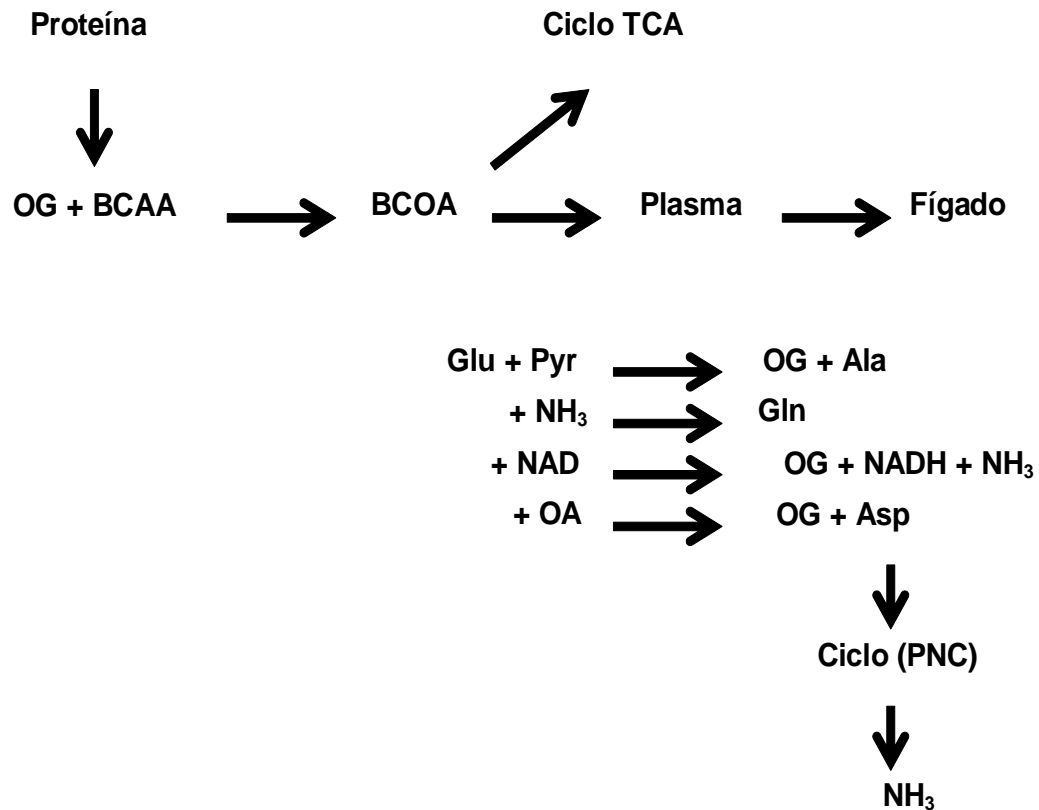 Proteína Ciclo TCA
OG + BCAA BCOA Plasma Fígado
Glu + Pyr OG + Ala
+ NH₃ Gln
+ NAD OG + NADH + NH₃
+ OA OG + Asp
Ciclo (PNC)
NH₃